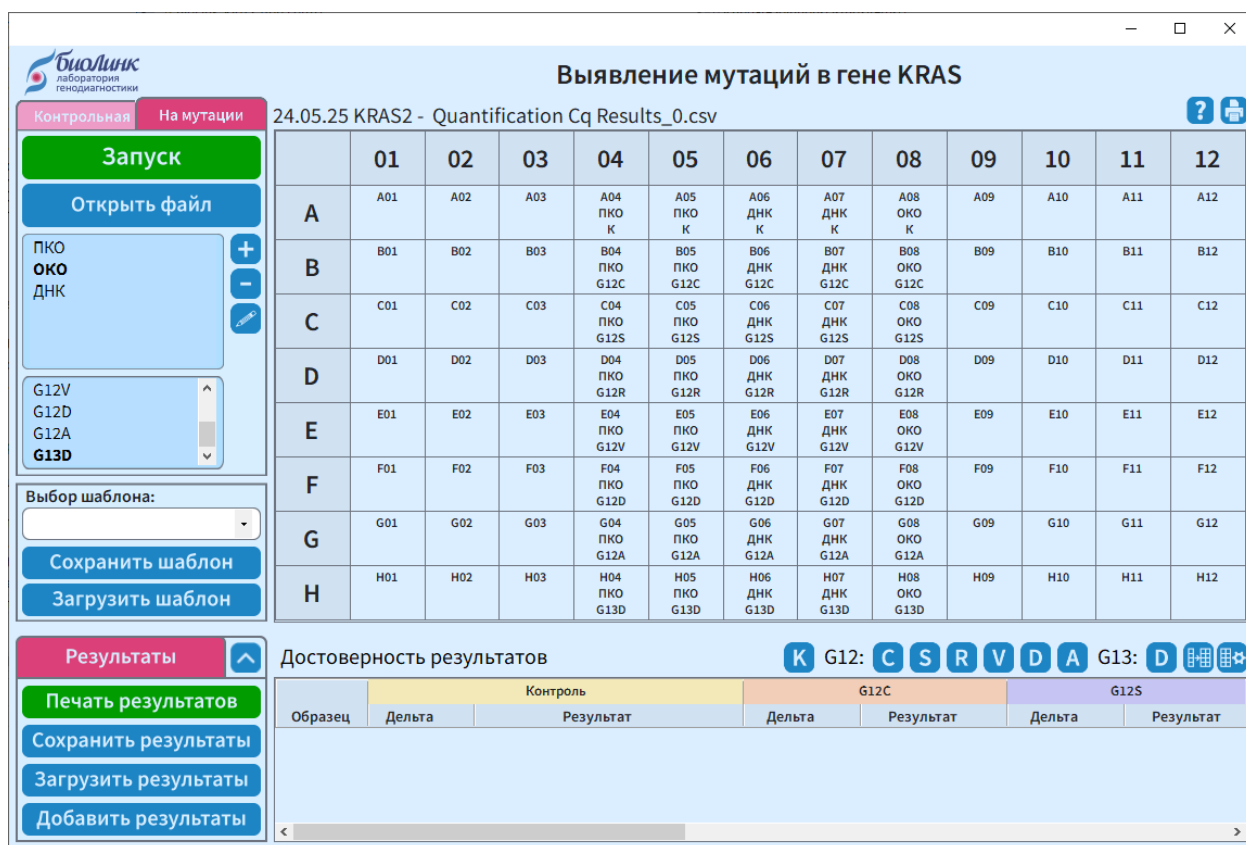 биоЛинк
лаборатория
генодиагностики
Выявление мутаций в гене KRAS
Контрольная На мутации
24.05.25 KRAS2 - Quantification Cq Results_0.csv
?
Запуск
Открыть файл
ПКО
ОКО
ДНК
+
-
G12V
G12D
G12A
G13D
Выбор шаблона:
Сохранить шаблон
Загрузить шаблон
01 02 03 04 05 06 07 08 09 10 11 12
A
A01 A02 A03 A04 A05 A06 A07 A08 A09 A10 A11 A12
ПКО ПКО ДНК ДНК ОКО
К К К К К
B
B01 B02 B03 B04 B05 B06 B07 B08 B09 B10 B11 B12
ПКО ПКО ДНК ДНК ОКО
G12C G12C G12C G12C G12C
C
C01 C02 C03 C04 C05 C06 C07 C08 C09 C10 C11 C12
ПКО ПКО ДНК ДНК ОКО
G12S G12S G12S G12S G12S
D
D01 D02 D03 D04 D05 D06 D07 D08 D09 D10 D11 D12
ПКО ПКО ДНК ДНК ОКО
G12R G12R G12R G12R G12R
E
E01 E02 E03 E04 E05 E06 E07 E08 E09 E10 E11 E12
ПКО ПКО ДНК ДНК ОКО
G12V G12V G12V G12V G12V
F
F01 F02 F03 F04 F05 F06 F07 F08 F09 F10 F11 F12
ПКО ПКО ДНК ДНК ОКО
G12D G12D G12D G12D G12D
G
G01 G02 G03 G04 G05 G06 G07 G08 G09 G10 G11 G12
ПКО ПКО ДНК ДНК ОКО
G12A G12A G12A G12A G12A
H
H01 H02 H03 H04 H05 H06 H07 H08 H09 H10 H11 H12
ПКО ПКО ДНК ДНК ОКО
G13D G13D G13D G13D G13D
Результаты
Печать результатов
Сохранить результаты
Загрузить результаты
Добавить результаты
Достоверность результатов
K G12: C S R V D A G13: D
Контроль G12C G12S
Образец Дельта Результат Дельта Результат Дельта Результат